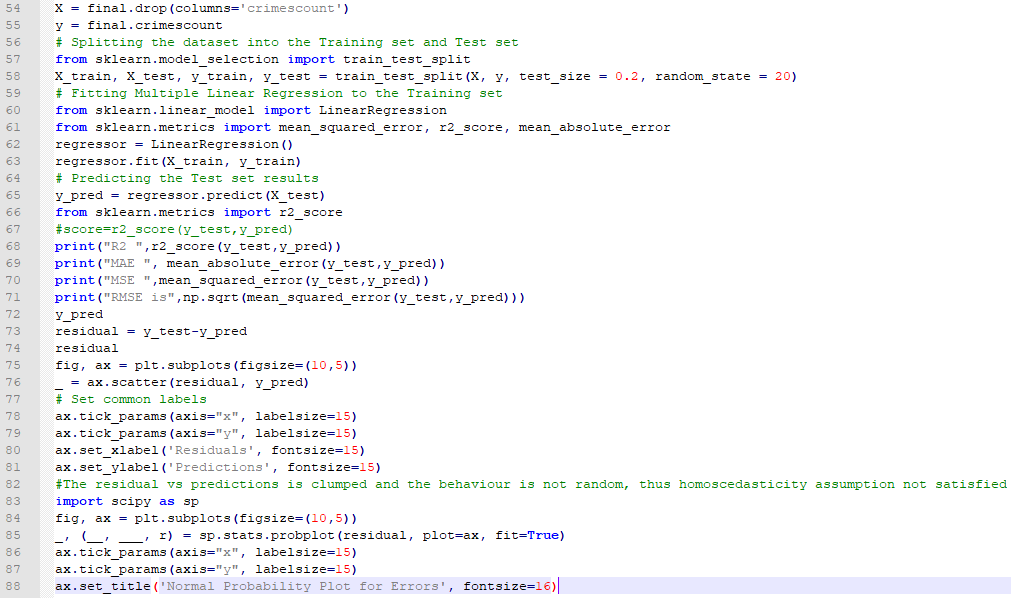 54 X = final.drop(columns='crimescount')
55 y = final.crimescount
56 # Splitting the dataset into the Training set and Test set
57 from sklearn.model_selection import train_test_split
58 X_train, X_test, y_train, y_test = train_test_split(X, y, test_size = 0.2, random_state = 20)
59 # Fitting Multiple Linear Regression to the Training set
60 from sklearn.linear_model import LinearRegression
61 from sklearn.metrics import mean_squared_error, r2_score, mean_absolute_error
62 regressor = LinearRegression()
63 regressor.fit(X_train, y_train)
64 # Predicting the Test set results
65 y_pred = regressor.predict(X_test)
66 from sklearn.metrics import r2_score
67 #score=r2_score(y_test,y_pred)
68 print("R2 ",r2_score(y_test,y_pred))
69 print("MAE ", mean_absolute_error(y_test,y_pred))
70 print("MSE ",mean_squared_error(y_test,y_pred))
71 print("RMSE is",np.sqrt(mean_squared_error(y_test,y_pred)))
72 y_pred
73 residual = y_test-y_pred
74 residual
75 fig, ax = plt.subplots(figsize=(10,5))
76 _ = ax.scatter(residual, y_pred)
77 # Set common labels
78 ax.tick_params(axis="x", labelsize=15)
79 ax.tick_params(axis="y", labelsize=15)
80 ax.set_xlabel('Residuals', fontsize=15)
81 ax.set_ylabel('Predictions', fontsize=15)
82 #The residual vs predictions is clumped and the behaviour is not random, thus homoscedasticity assumption not satisfied
83 import scipy as sp
84 fig, ax = plt.subplots(figsize=(10,5))
85 _, (__, ___, r) = sp.stats.probplot(residual, plot=ax, fit=True)
86 ax.tick_params(axis="x", labelsize=15)
87 ax.tick_params(axis="y", labelsize=15)
88 ax.set_title('Normal Probability Plot for Errors', fontsize=16)